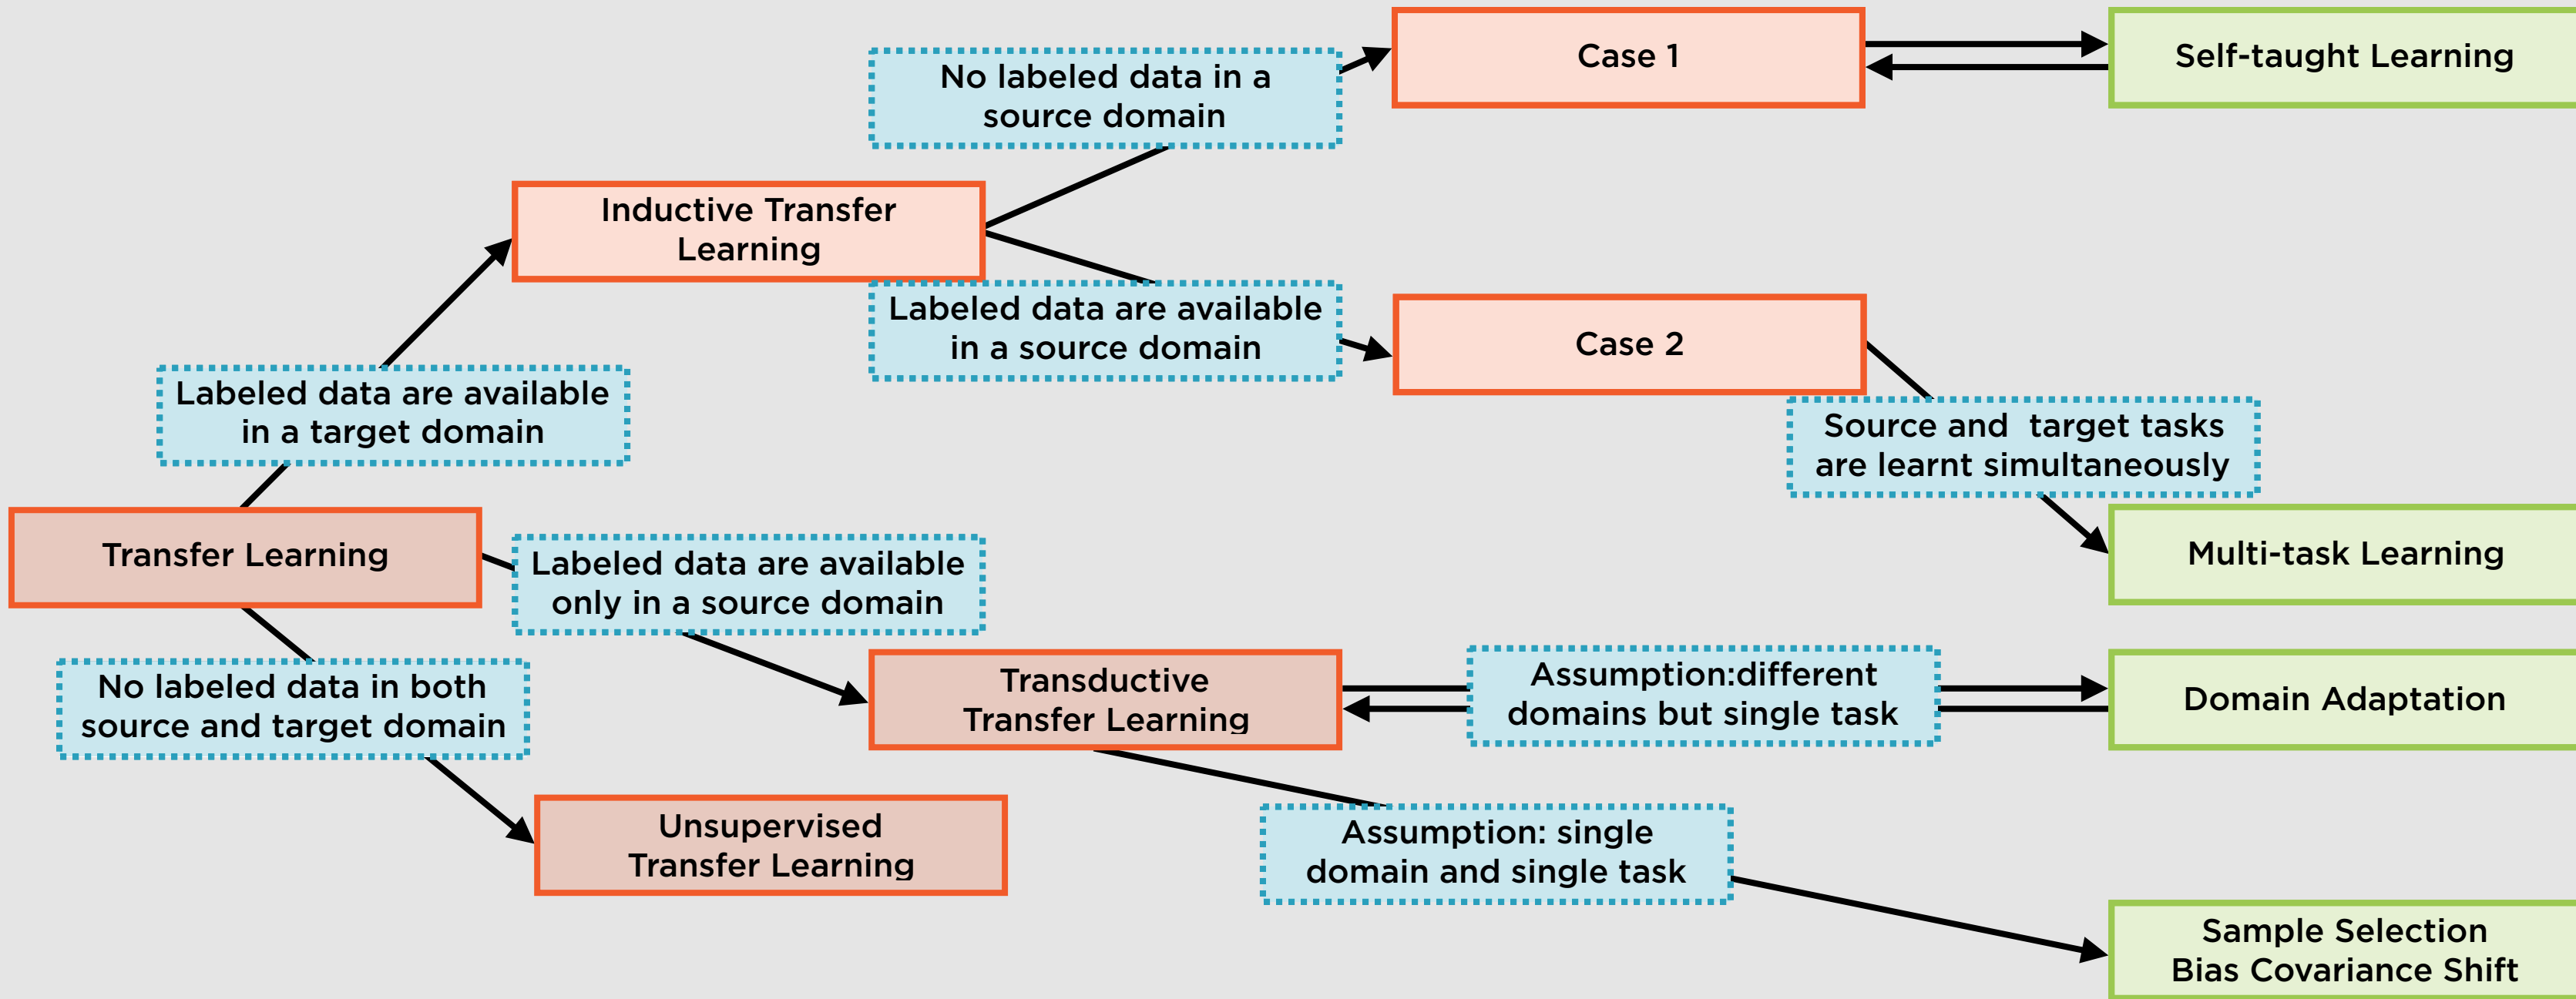 No labeled data in a
source domain
Case 1
Self-taught Learning
Inductive Transfer
Learning
Labeled data are available
in a source domain
Case 2
Labeled data are available
in a target domain
Source and  target tasks
are learnt simultaneously
Transfer Learning
Labeled data are available
only in a source domain
Multi-task Learning
No labeled data in both
source and target domain
Transductive
Transfer Learning
Assumption:different
domains but single task
Domain Adaptation
Unsupervised
Transfer Learning
Assumption: single
domain and single task
Sample Selection
Bias Covariance Shift